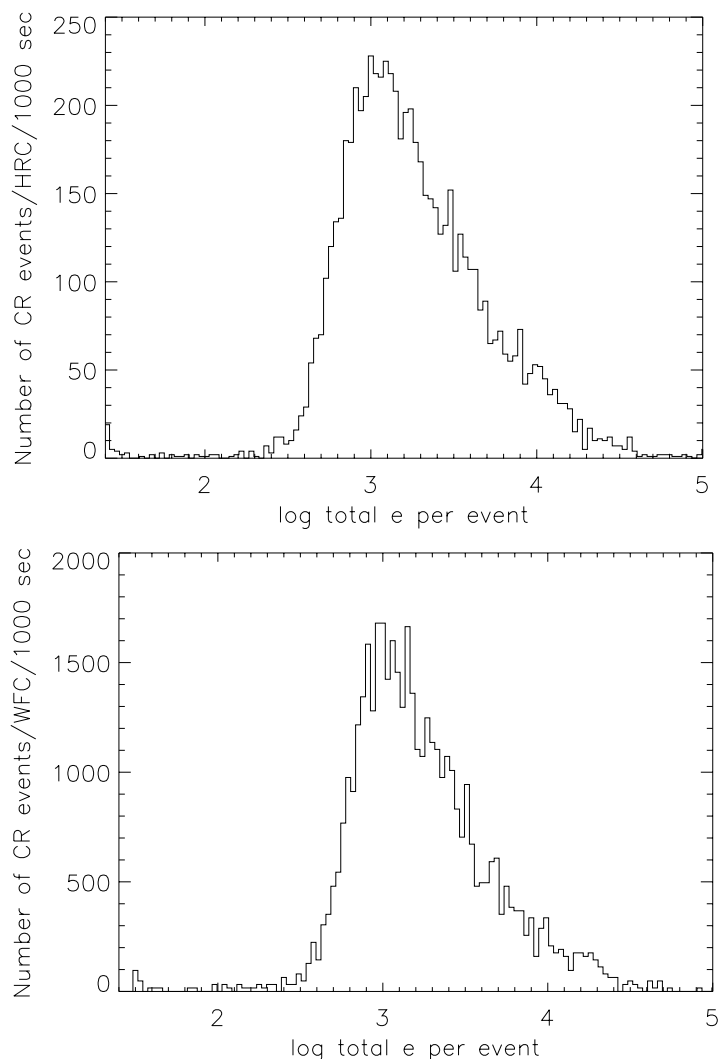 250
200
150
100
50
0
Number of CR events/HRC/1000 sec
2 3 4 5
log total e per event
2000
1500
1000
500
0
Number of CR events/WFC/1000 sec
2 3 4 5
log total e per event